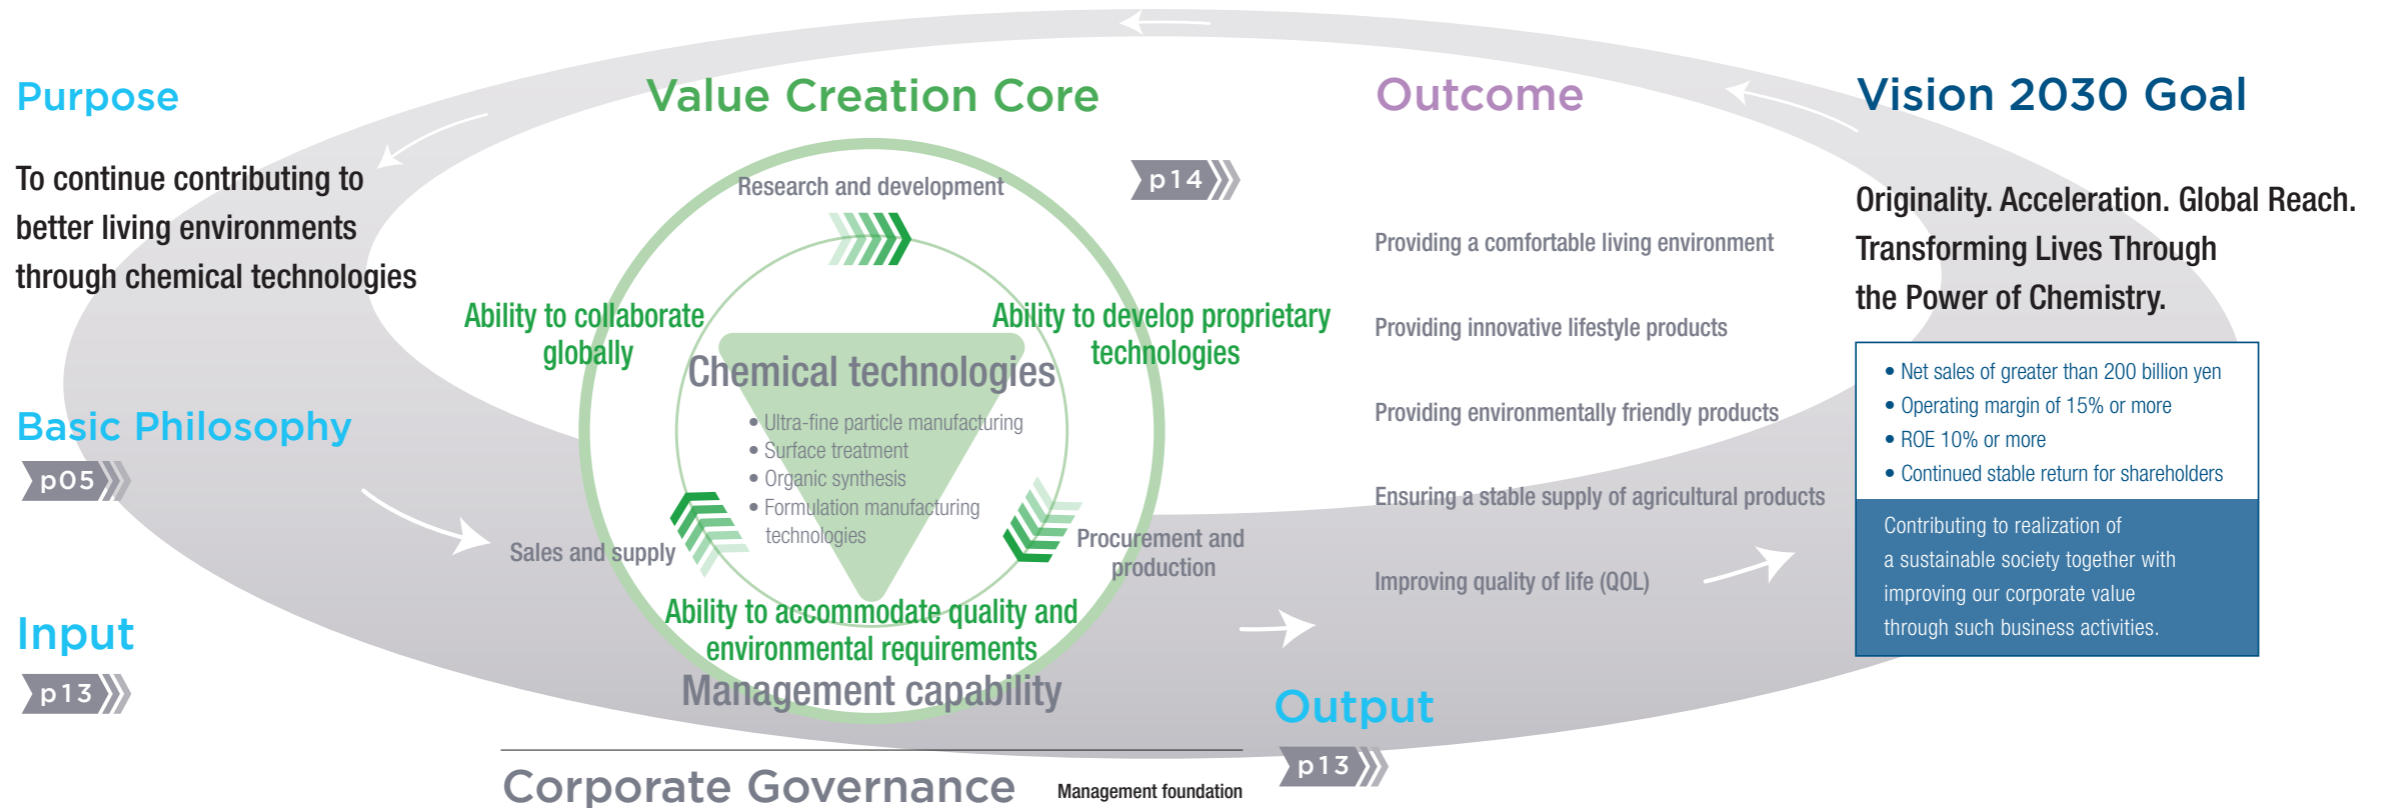 Purpose
To continue contributing to
better living environments
through chemical technologies
Basic Philosophy
p05
Input
p13
Value Creation Core
p14
Research and development
Ability to collaborate
globally
Ability to develop proprietary
technologies
Chemical technologies
• Ultra-fine particle manufacturing
• Surface treatment
• Organic synthesis
• Formulation manufacturing
technologies
Sales and supply
Procurement and
production
Ability to accommodate quality and
environmental requirements
Management capability
Corporate Governance
Management foundation
Outcome
Providing a comfortable living environment
Providing innovative lifestyle products
Providing environmentally friendly products
Ensuring a stable supply of agricultural products
Improving quality of life (QOL)
Output
p13
Vision 2030 Goal
Originality. Acceleration. Global Reach.
Transforming Lives Through
the Power of Chemistry.
• Net sales of greater than 200 billion yen
• Operating margin of 15% or more
• ROE 10% or more
• Continued stable return for shareholders
Contributing to realization of
a sustainable society together with
improving our corporate value
through such business activities.